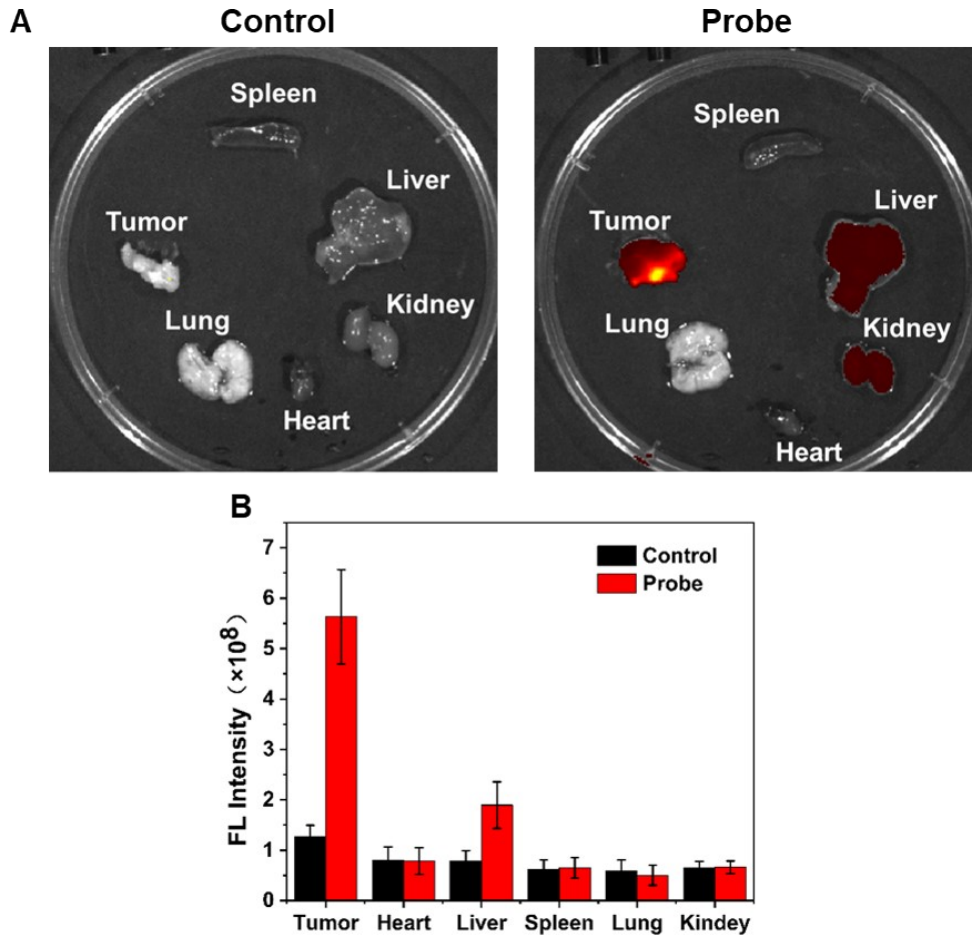 A
Control
Probe
Spleen
Liver
Tumor
Kidney
Lung
Heart
Spleen
Liver
Tumor
Kidney
Lung
Heart
B
FL Intensity（×10⁸）
7
6
5
4
3
2
1
0
Control
Probe
Tumor Heart Liver Spleen Lung Kindey